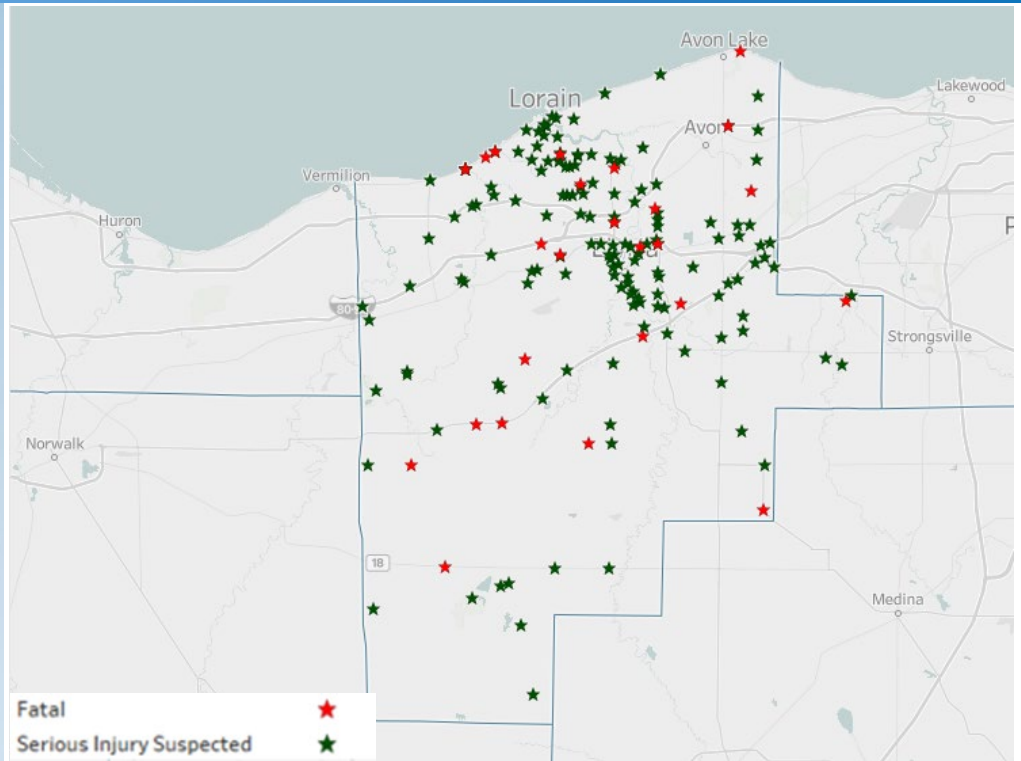 Avon Lake
Lakewood
Lorain
Avon
Vermilion
Huron
80
Strongsville
Norwalk
18
Medina
Fatal
Serious Injury Suspected